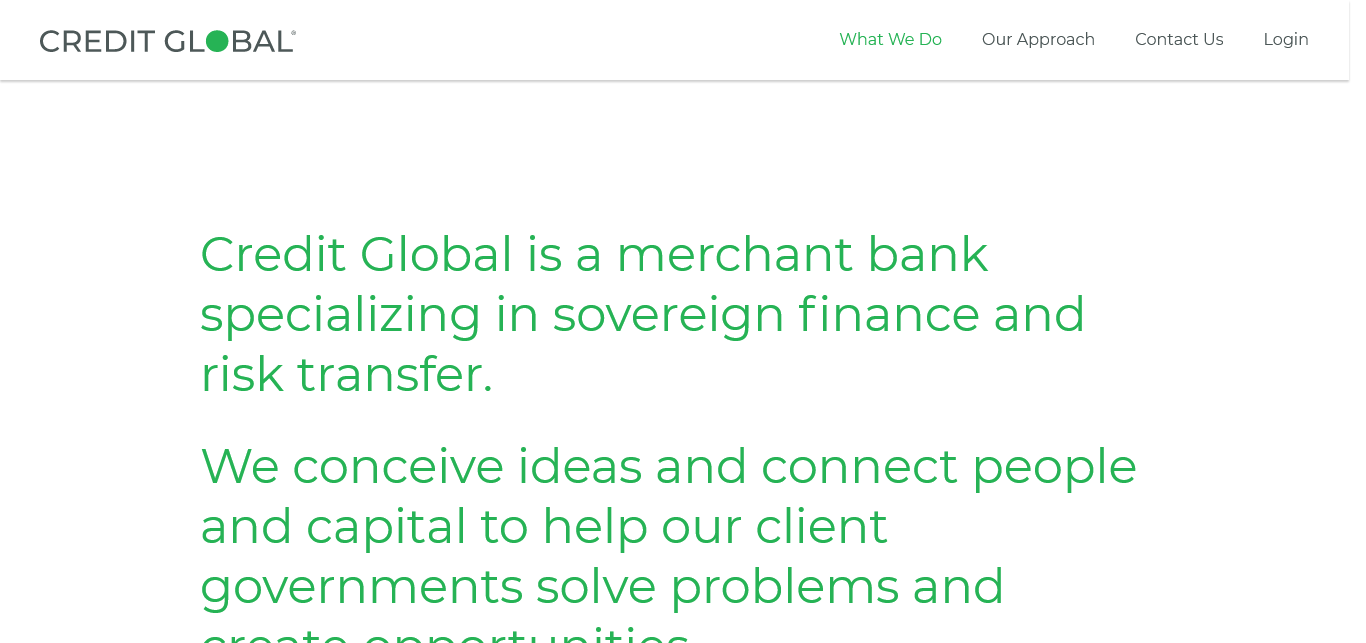 CREDIT GLOBAL®
What We Do
Our Approach
Contact Us
Login
Credit Global is a merchant bank
specializing in sovereign finance and
risk transfer.
We conceive ideas and connect people
and capital to help our client
governments solve problems and
create opportunities.